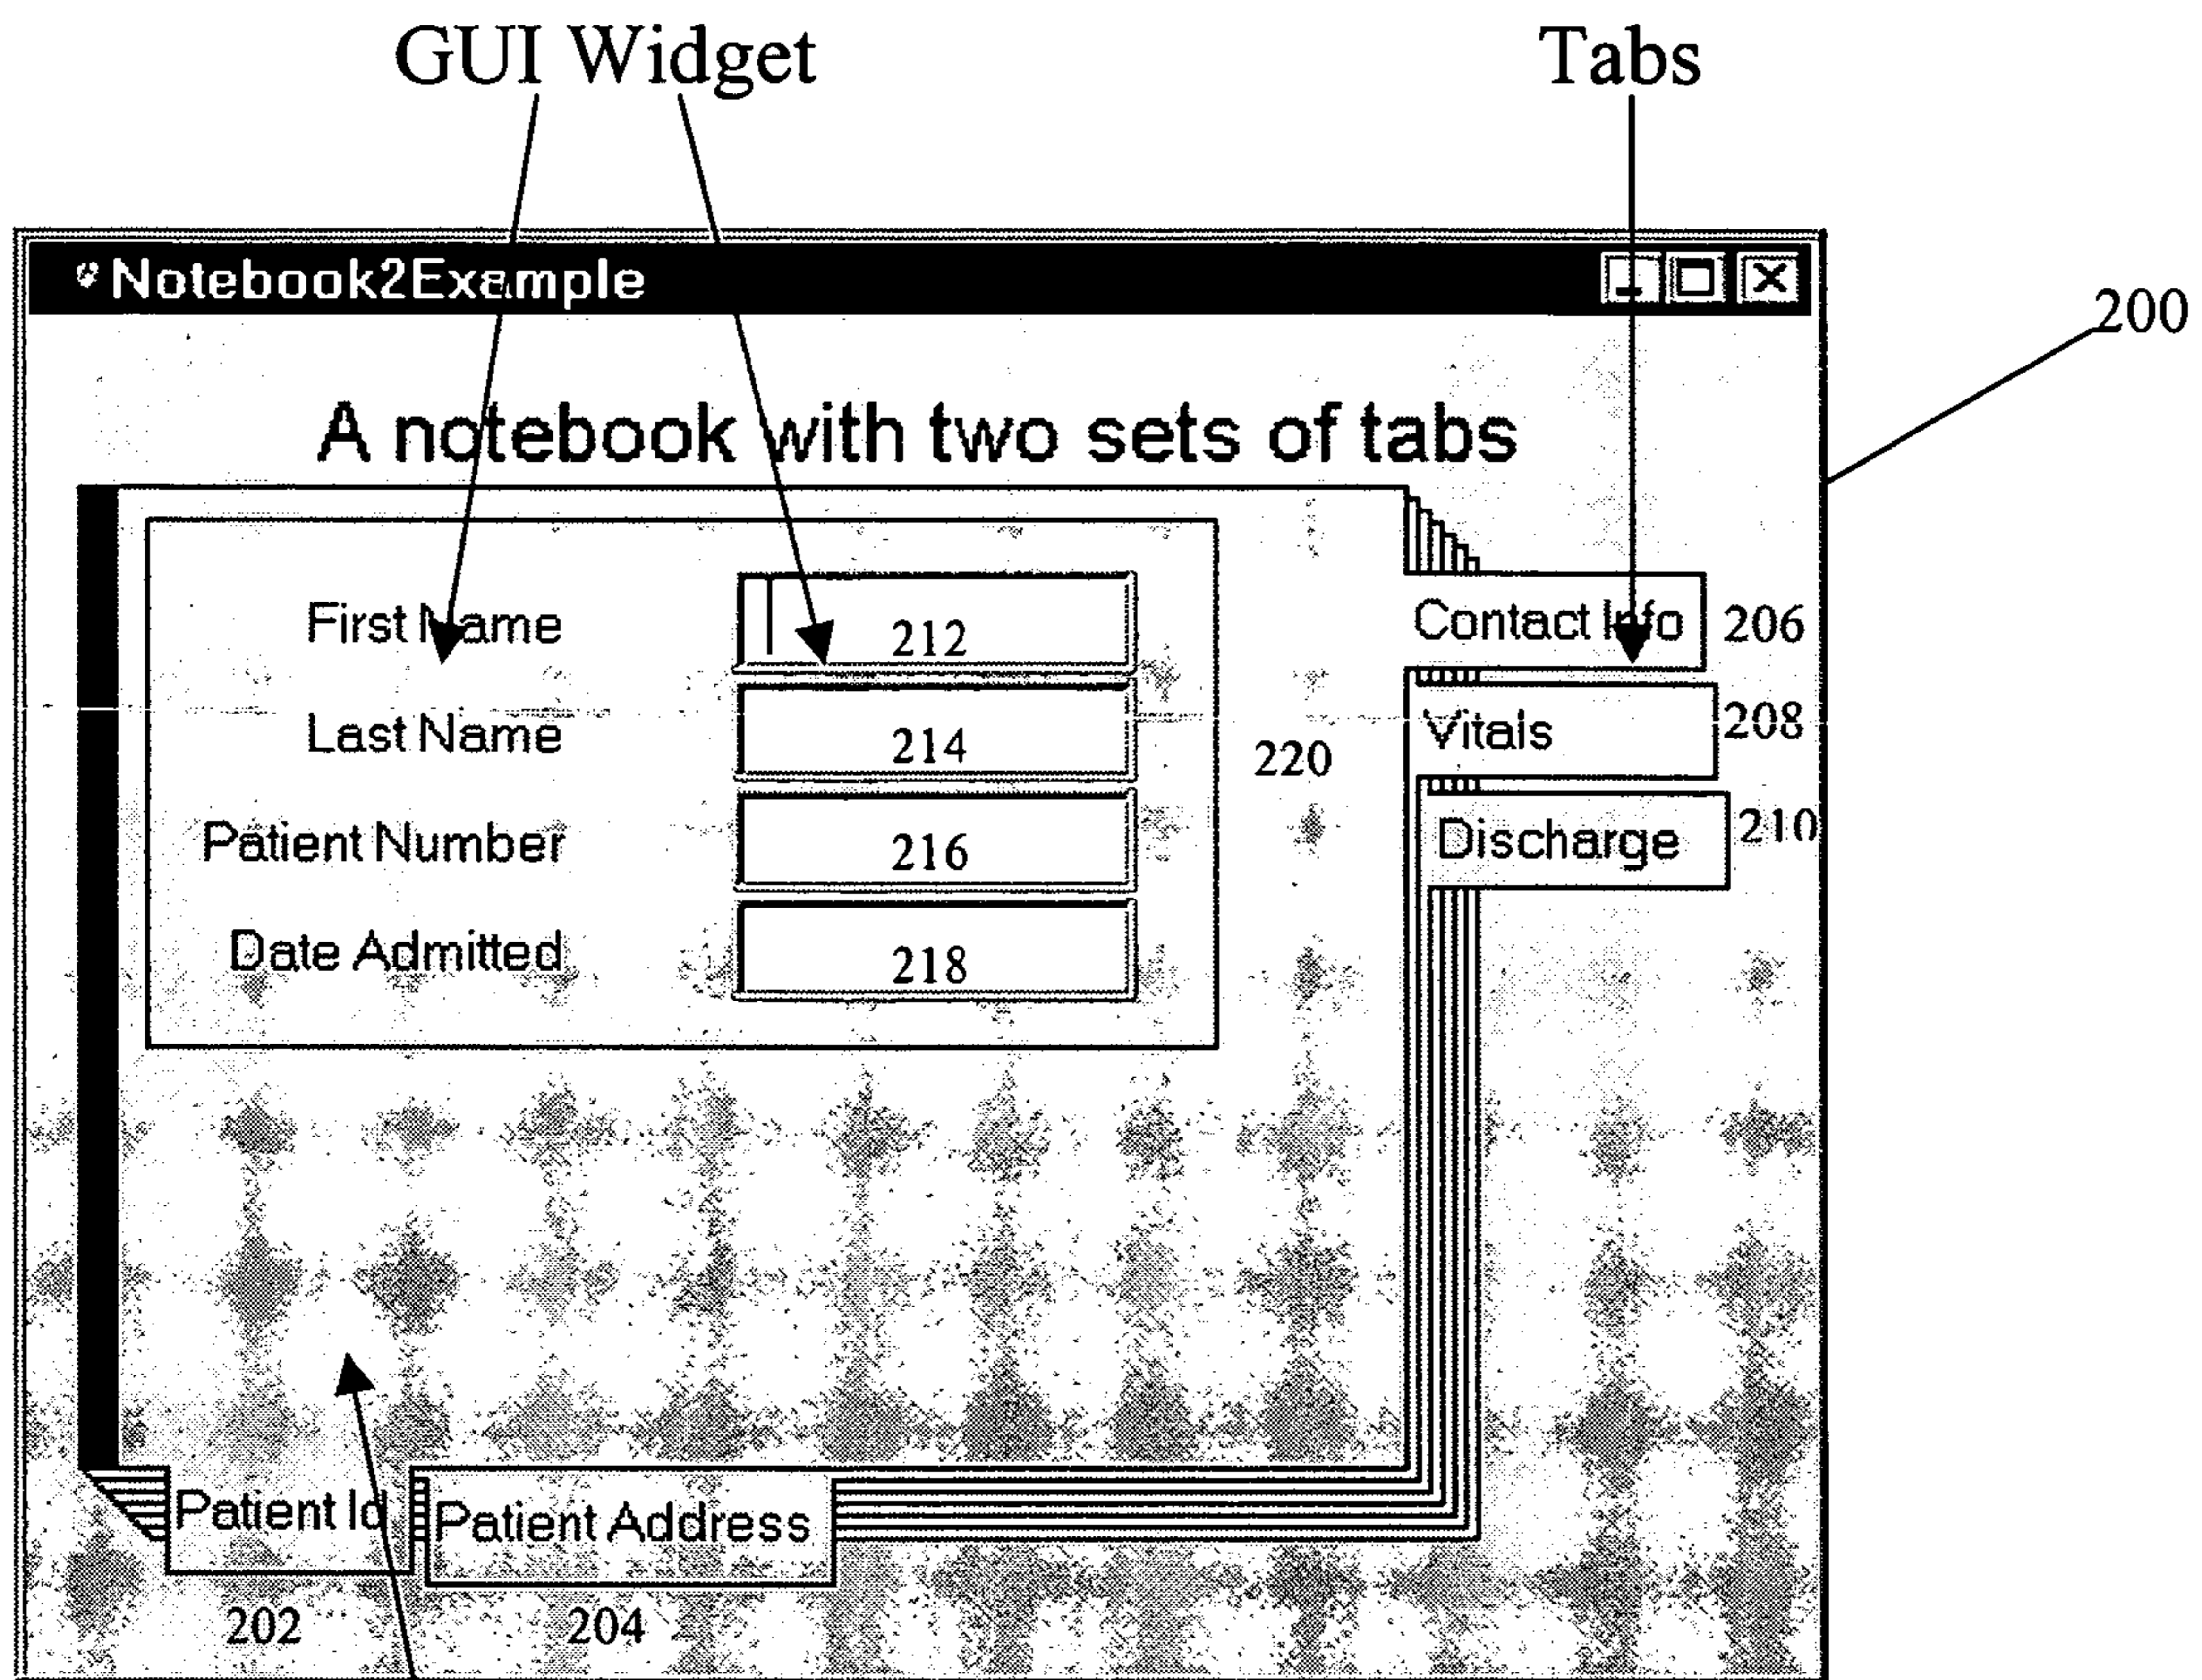 GUI Widget Tabs
Notebook2Example
200
A notebook with two sets of tabs
First Name 212 Contact Info 206
Last Name 214 220 Vitals 208
Patient Number 216 Discharge 210
Date Admitted 218
Patient Id Patient Address
202 204